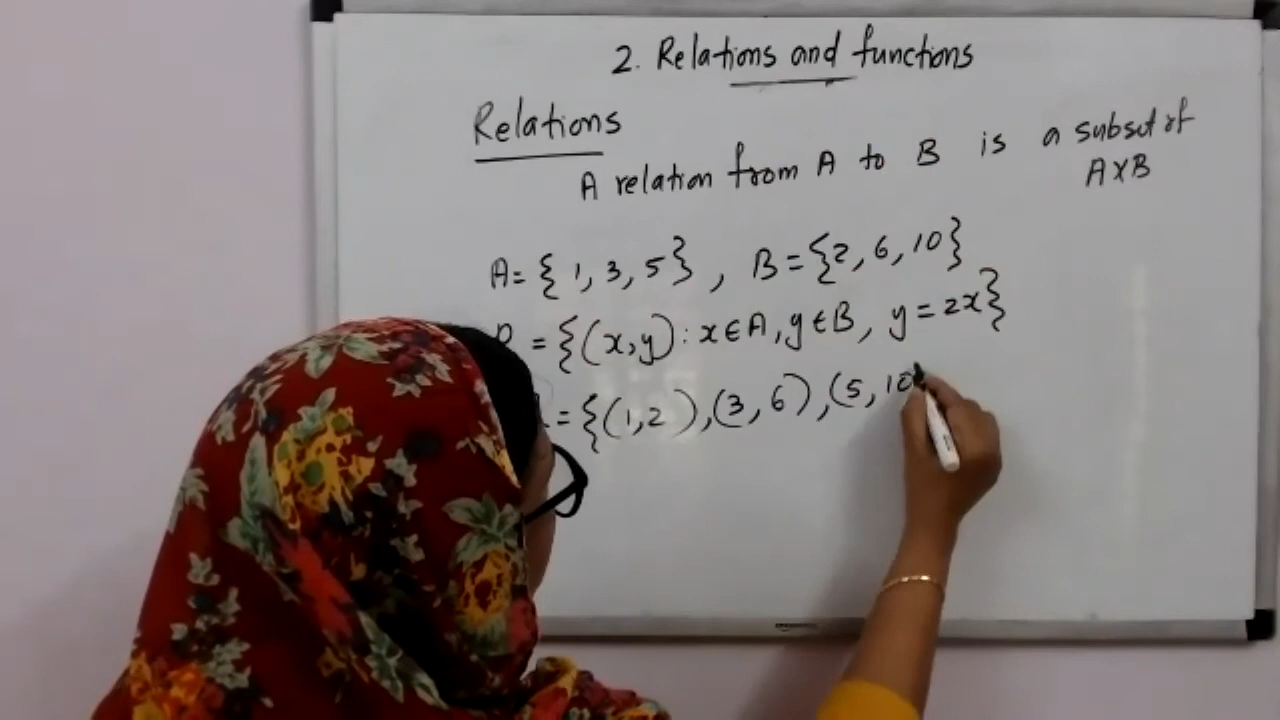 2. Relations and functions
Relations
A relation from A to B is a subset of
A×B
A = { 1, 3, 5 } , B = {2, 6, 10}
= {(x,y) : x ∈ A, y ∈ B, y = 2x}
= {(1,2), (3, 6), (5, 10